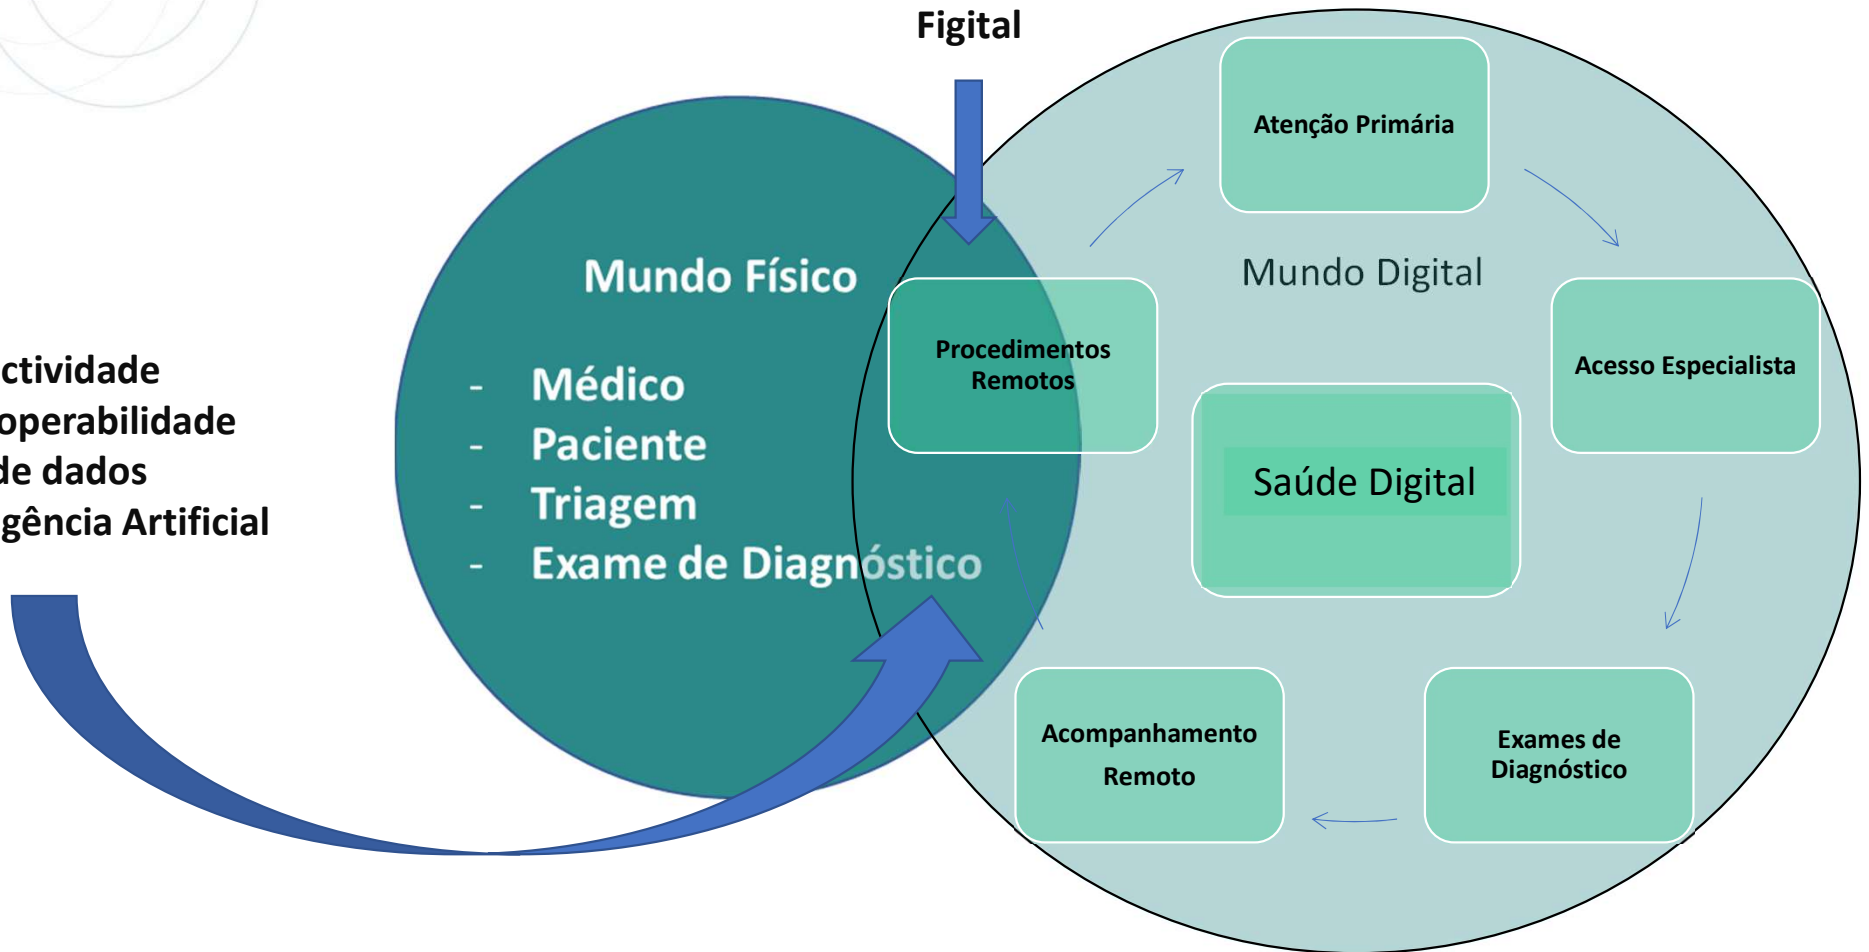 Figital
Atenção Primária
Mundo Físico
Mundo Digital
Procedimentos
Remotos
Acesso Especialista
ctividade
operabilidade
de dados
gência Artificial
- Médico
- Paciente
- Triagem
- Exame de Diagnóstico
Saúde Digital
Acompanhamento
Remoto
Exames de
Diagnóstico